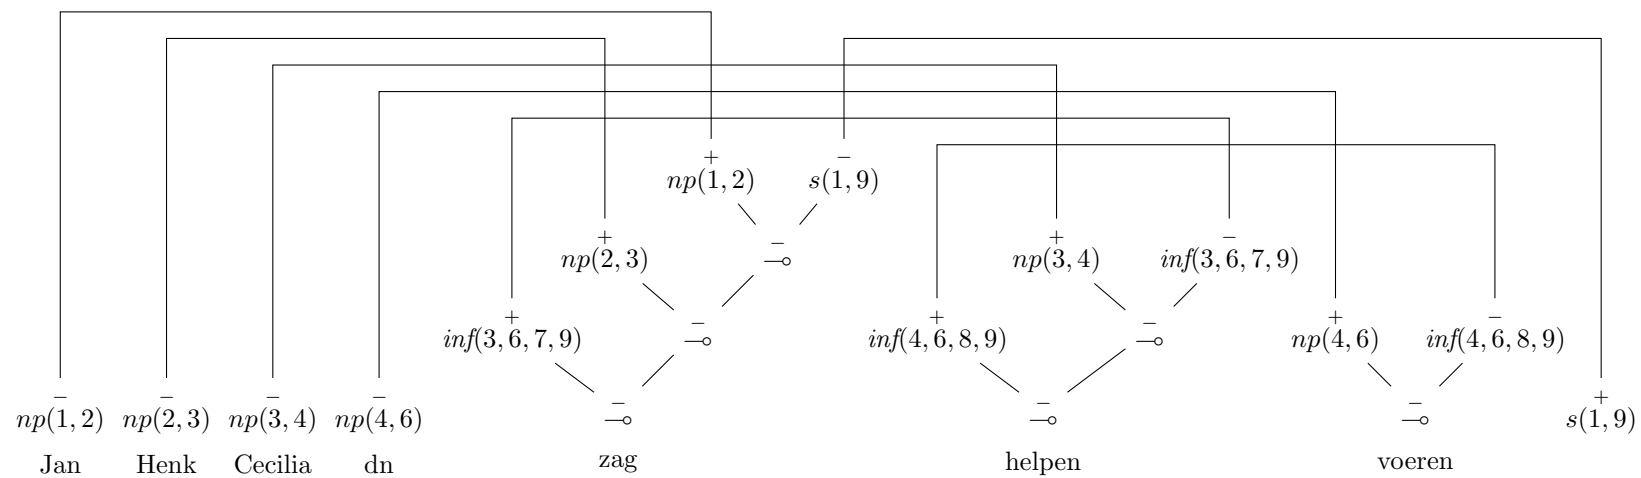 + −
np(1, 2) s(1, 9)
+ − + −
np(2, 3) ⊸ np(3, 4) inf(3, 6, 7, 9)
+ − + − + −
inf(3, 6, 7, 9) ⊸ inf(4, 6, 8, 9) ⊸ np(4, 6) inf(4, 6, 8, 9)
− − − − − − − +
np(1, 2) np(2, 3) np(3, 4) np(4, 6) ⊸ ⊸ ⊸ s(1, 9)
Jan Henk Cecilia dn zag helpen voeren